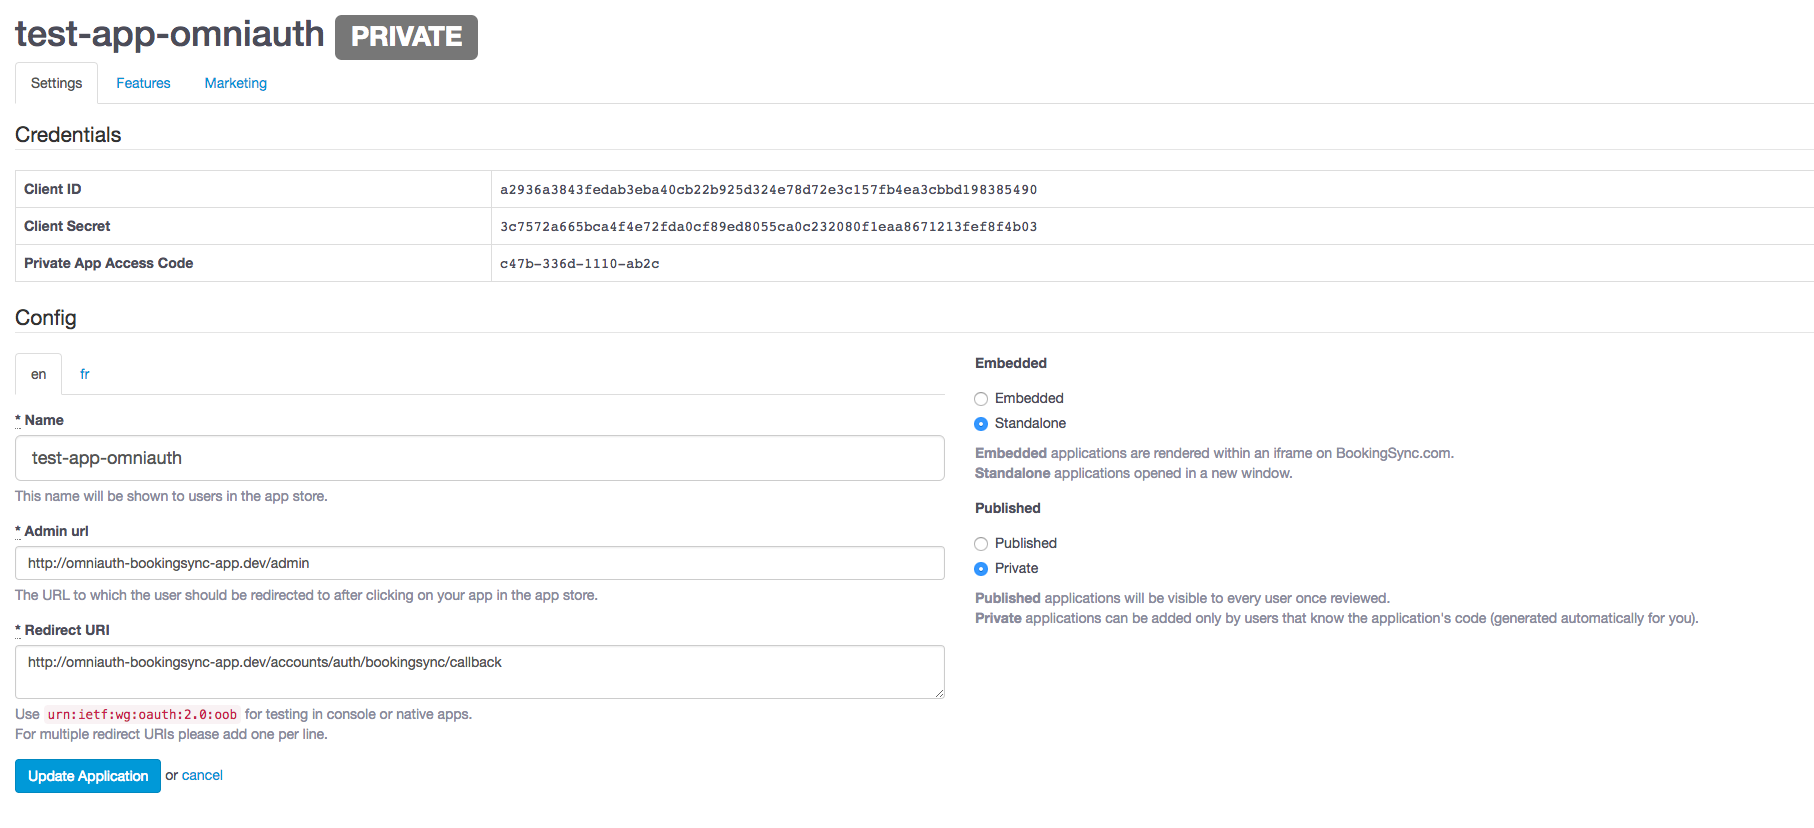 test-app-omniauth PRIVATE
Settings Features Marketing
Credentials
Client ID a2936a3843fedab3eba40cb22b925d324e78d72e3c157fb4ea3cbbd198385490
Client Secret 3c7572a665bca4f4e72fda0cf89ed8055ca0c232080f1eaa8671213fef8f4b03
Private App Access Code c47b-336d-1110-ab2c
Config
en fr
* Name
test-app-omniauth
This name will be shown to users in the app store.
* Admin url
http://omniauth-bookingsync-app.dev/admin
The URL to which the user should be redirected to after clicking on your app in the app store.
* Redirect URI
http://omniauth-bookingsync-app.dev/accounts/auth/bookingsync/callback
Use urn:ietf:wg:oauth:2.0:oob for testing in console or native apps.
For multiple redirect URIs please add one per line.
Update Application or cancel
Embedded
Embedded
Standalone
Embedded applications are rendered within an iframe on BookingSync.com.
Standalone applications opened in a new window.
Published
Published
Private
Published applications will be visible to every user once reviewed.
Private applications can be added only by users that know the application's code (generated automatically for you).